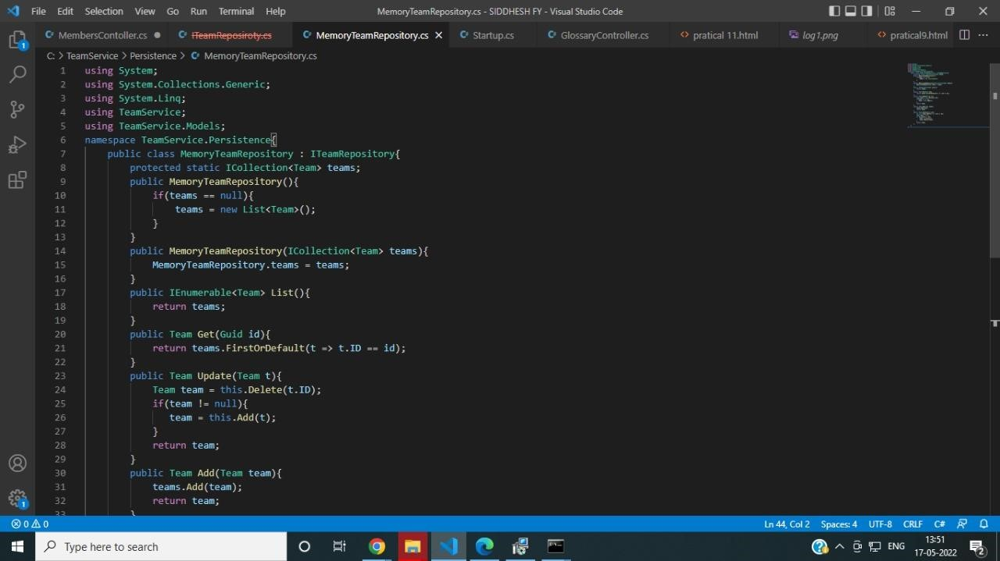 File Edit Selection View Go Run Terminal Help MemoryTeamRepository.cs - SIDDHESH FY - Visual Studio Code
MembersContoller.cs ITeamReposiroty.cs MemoryTeamRepository.cs Startup.cs GlossaryController.cs pratical 11.html log1.png pratical9.html
C: > TeamService > Persistence > MemoryTeamRepository.cs
1 using System;
2 using System.Collections.Generic;
3 using System.Linq;
4 using TeamService;
5 using TeamService.Models;
6 namespace TeamService.Persistence{
7 public class MemoryTeamRepository : ITeamRepository{
8 protected static ICollection<Team> teams;
9 public MemoryTeamRepository(){
10 if(teams == null){
11 teams = new List<Team>();
12 }
13 }
14 public MemoryTeamRepository(ICollection<Team> teams){
15 MemoryTeamRepository.teams = teams;
16 }
17 public IEnumerable<Team> List(){
18 return teams;
19 }
20 public Team Get(Guid id){
21 return teams.FirstOrDefault(t => t.ID == id);
22 }
23 public Team Update(Team t){
24 Team team = this.Delete(t.ID);
25 if(team != null){
26 team = this.Add(t);
27 }
28 return team;
29 }
30 public Team Add(Team team){
31 teams.Add(team);
32 return team;
33 }
0 0 Ln 44, Col 2 Spaces: 4 UTF-8 CRLF C#
Type here to search ENG 13:51
17-05-2022 2